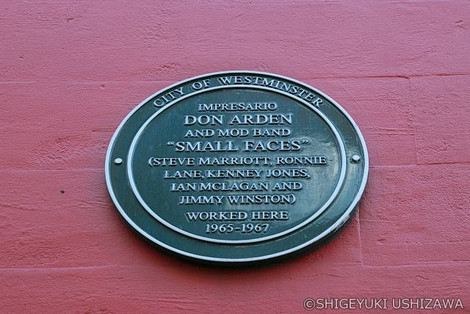 CITY OF WESTMINSTER
IMPRESARIO
DON ARDEN
AND MOD BAND
"SMALL FACES"
(STEVE MARRIOTT, RONNIE
LANE, KENNEY JONES,
IAN MCLAGAN AND
JIMMY WINSTON)
WORKED HERE
1965-1967
©SHIGEYUKI USHIZAWA